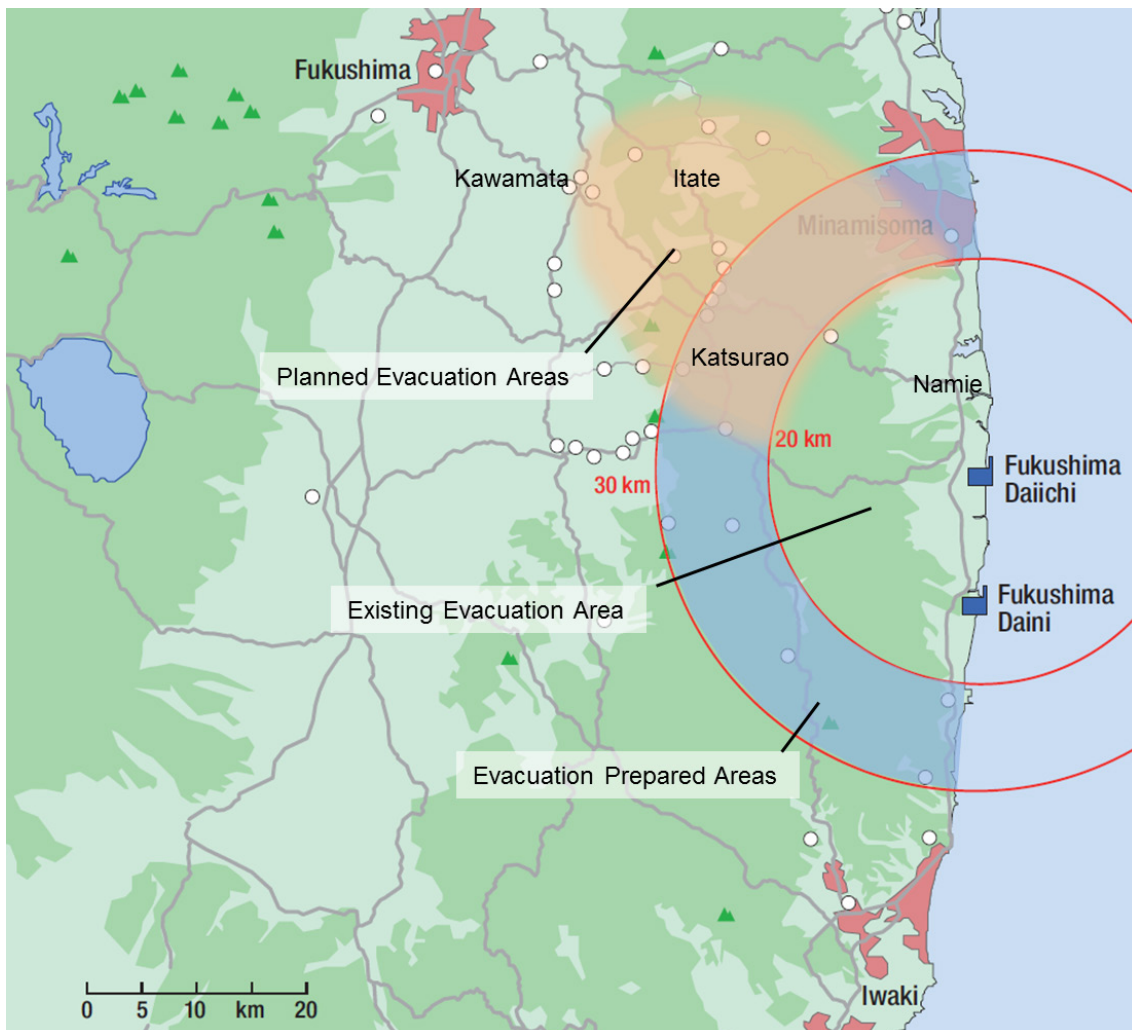 Fukushima
Kawamata
Itate
Minamisoma
Katsurao
Planned Evacuation Areas
Namie
20 km
30 km
Fukushima
Daiichi
Existing Evacuation Area
Fukushima
Daini
Evacuation Prepared Areas
Iwaki
0 5 10 km 20